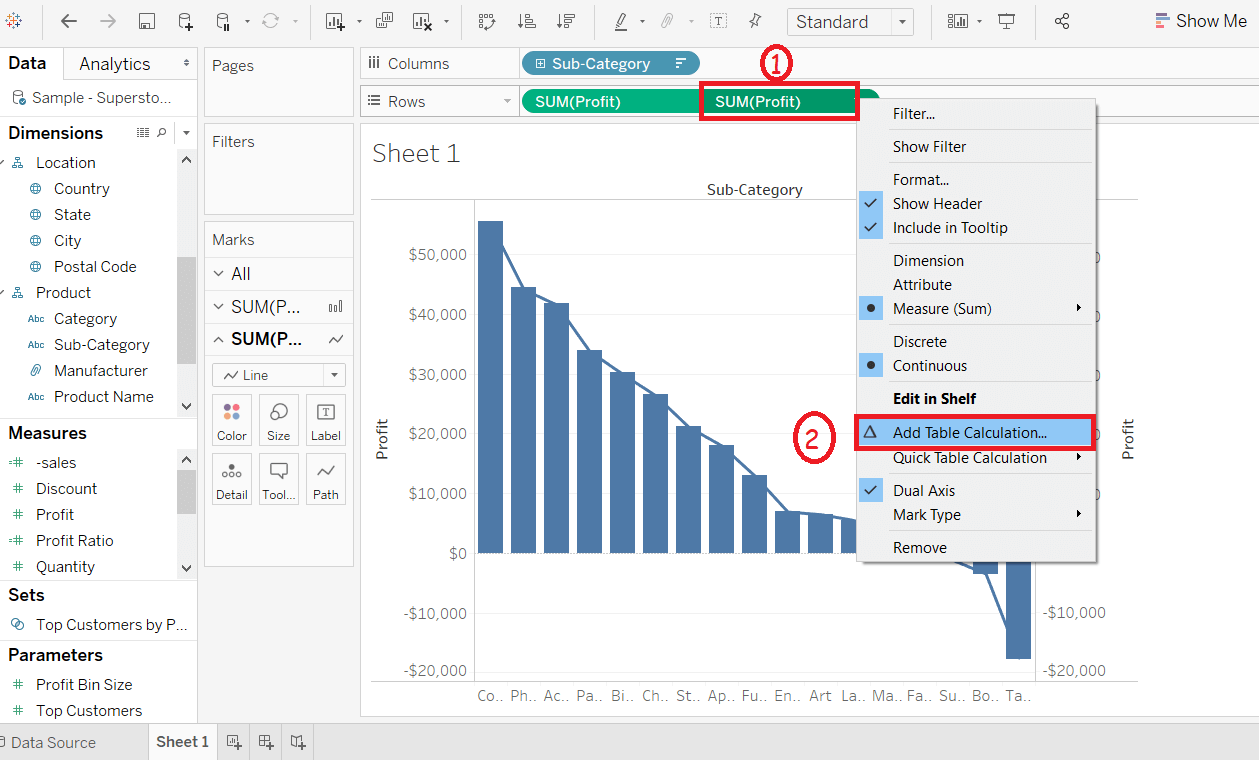 Standard
Show Me
Data
Analytics
Sample - Supersto...
Dimensions
Location
Country
State
City
Postal Code
Product
Abc Category
Abc Sub-Category
Manufacturer
Abc Product Name
Measures
-sales
Discount
Profit
Profit Ratio
Quantity
Sets
Top Customers by P...
Parameters
Profit Bin Size
Top Customers
Pages
Filters
Marks
All
SUM(P...
SUM(P...
Line
Color Size Label
Detail Tool... Path
Columns
Sub-Category
1
Rows
SUM(Profit)
SUM(Profit)
Sheet 1
Sub-Category
$50,000
$40,000
$30,000
$20,000
$10,000
$0
-$10,000
-$20,000
Profit
Co.. Ph.. Ac.. Pa.. Bi.. Ch.. St.. Ap.. Fu.. En.. Art La.. Ma.. Fa.. Su.. Bo.. Ta..
Profit
-$10,000
-$20,000
Filter...
Show Filter
Format...
Show Header
Include in Tooltip
Dimension
Attribute
Measure (Sum)
Discrete
Continuous
Edit in Shelf
2
Add Table Calculation...
Quick Table Calculation
Dual Axis
Mark Type
Remove
Data Source
Sheet 1